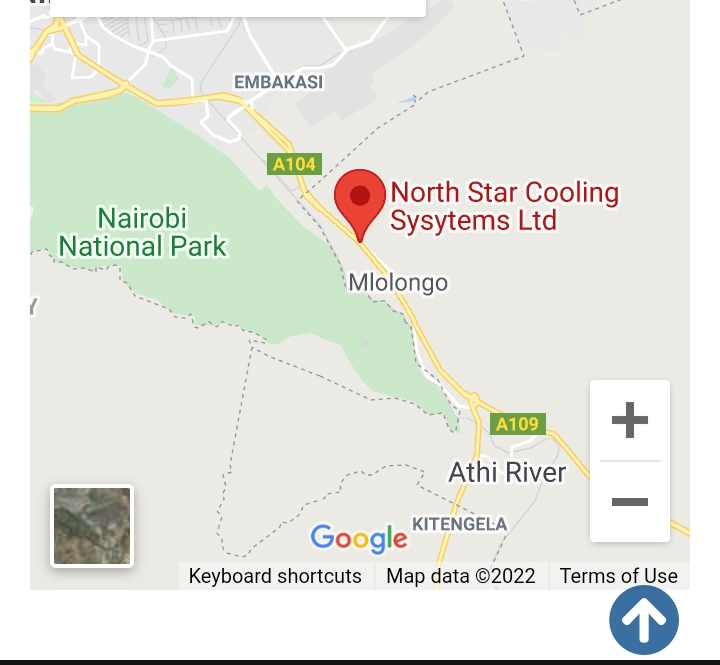 EMBAKASI
A104
North Star Cooling
Sysytems Ltd
Nairobi
National Park
Mlolongo
A109
Athi River
KITENGELA
Google
Keyboard shortcuts
Map data ©2022
Terms of Use